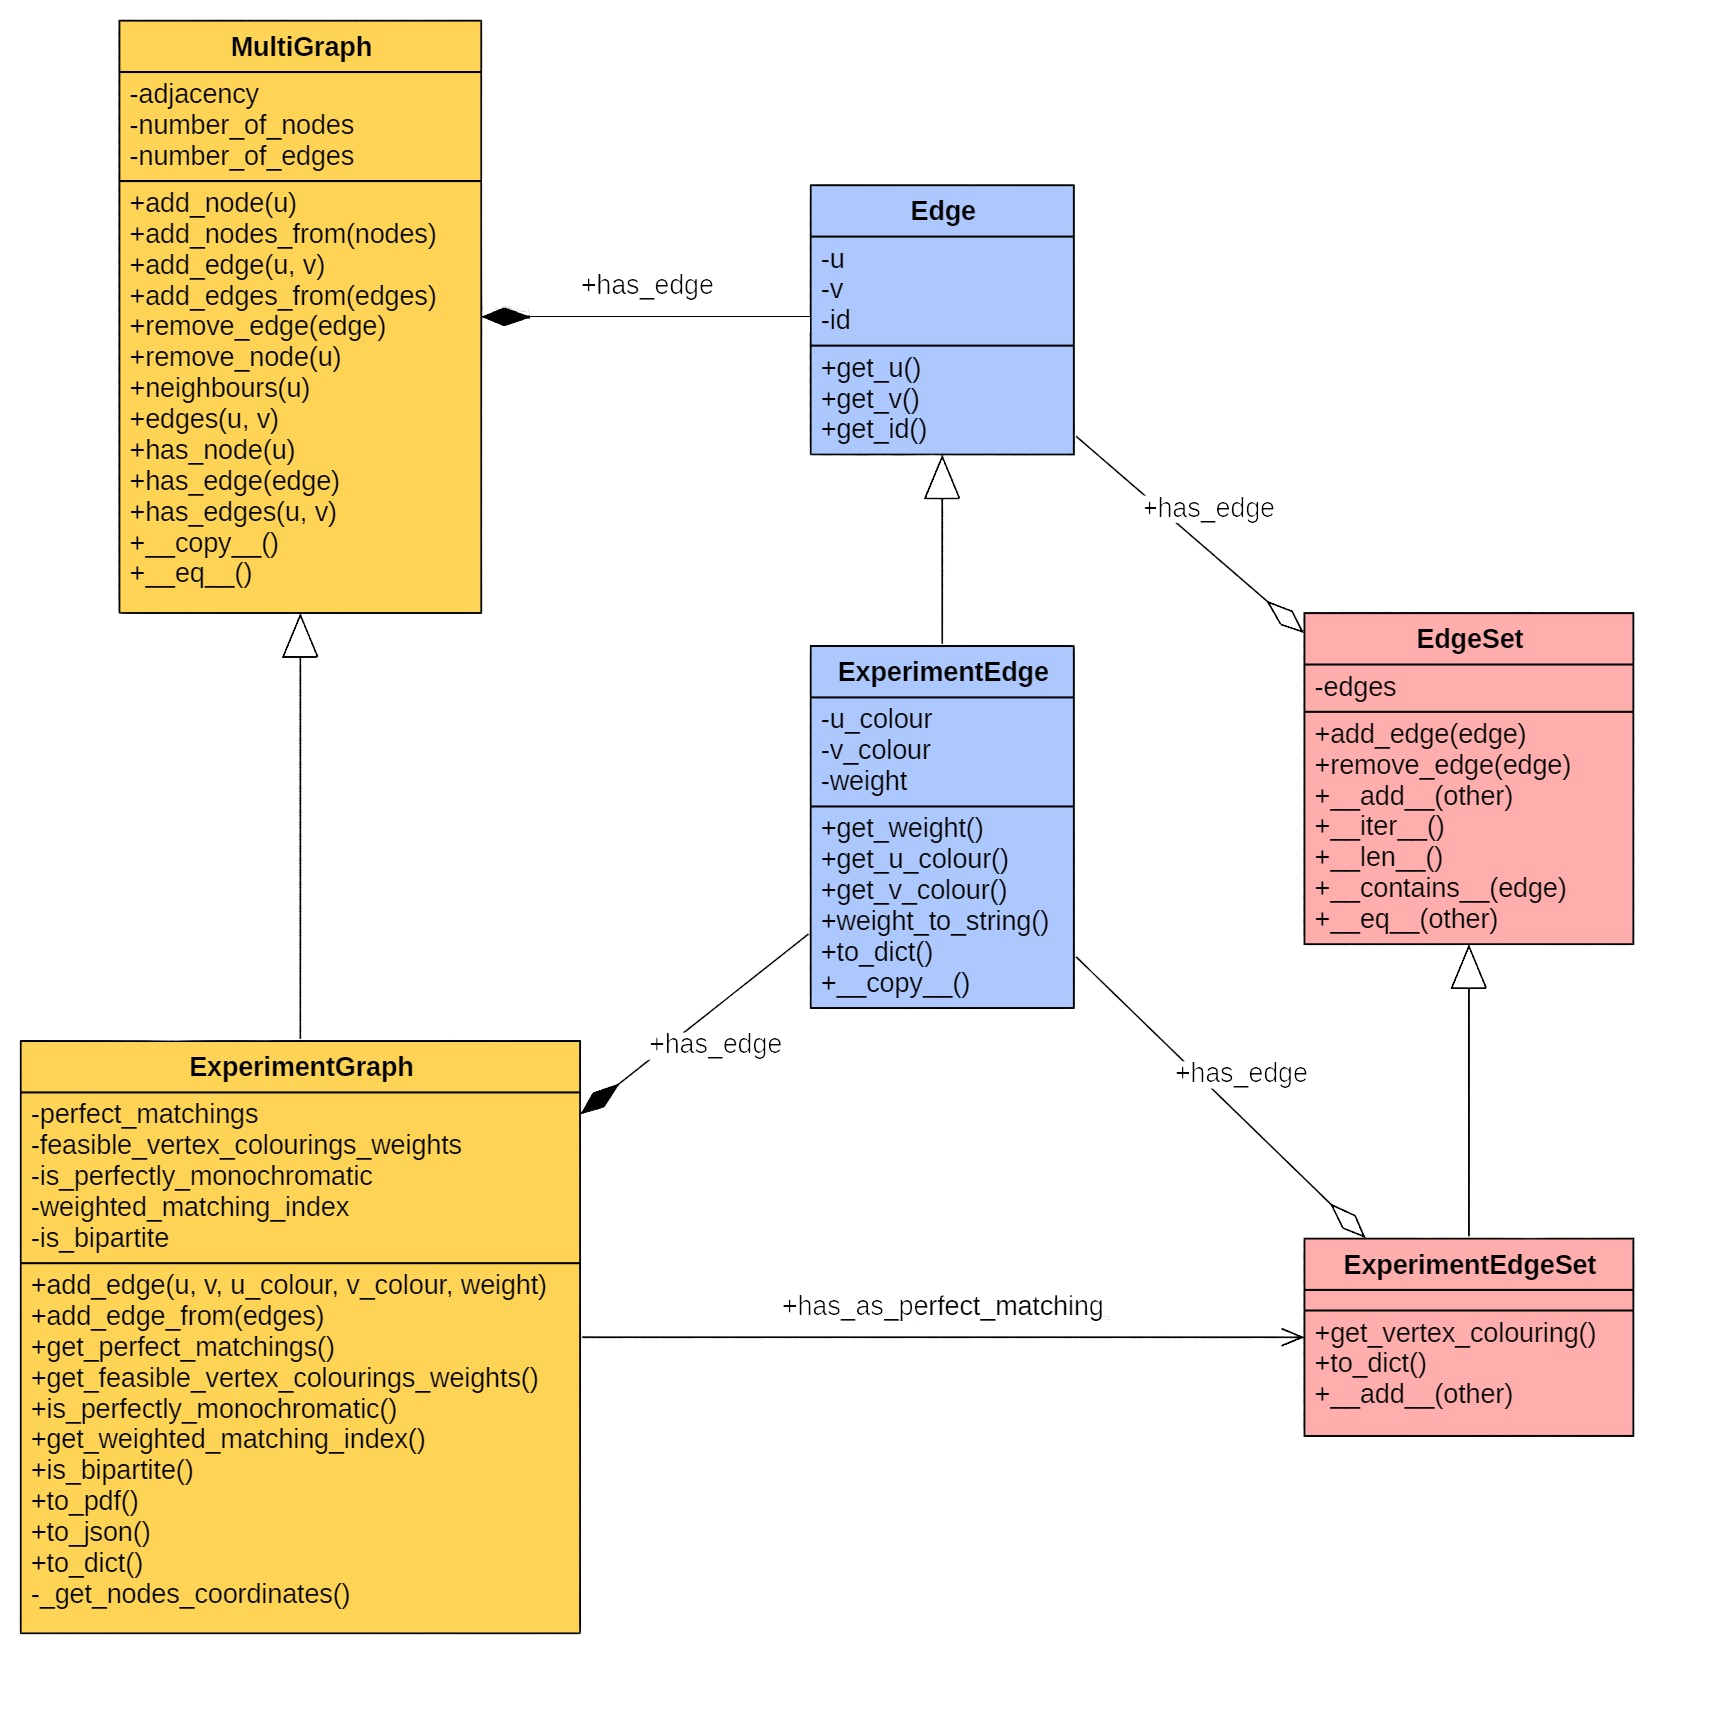 MultiGraph
-adjacency
-number_of_nodes
-number_of_edges
+add_node(u)
+add_nodes_from(nodes)
+add_edge(u, v)
+add_edges_from(edges)
+remove_edge(edge)
+remove_node(u)
+neighbours(u)
+edges(u, v)
+has_node(u)
+has_edge(edge)
+has_edges(u, v)
+__copy__()
+__eq__()
+has_edge
Edge
-u
-v
-id
+get_u()
+get_v()
+get_id()
+has_edge
EdgeSet
-edges
+add_edge(edge)
+remove_edge(edge)
+__add__(other)
+__iter__()
+__len__()
+__contains__(edge)
+__eq__(other)
ExperimentEdge
-u_colour
-v_colour
-weight
+get_weight()
+get_u_colour()
+get_v_colour()
+weight_to_string()
+to_dict()
+__copy__()
+has_edge
+has_edge
ExperimentGraph
-perfect_matchings
-feasible_vertex_colourings_weights
-is_perfectly_monochromatic
-weighted_matching_index
-is_bipartite
+add_edge(u, v, u_colour, v_colour, weight)
+add_edge_from(edges)
+get_perfect_matchings()
+get_feasible_vertex_colourings_weights()
+is_perfectly_monochromatic()
+get_weighted_matching_index()
+is_bipartite()
+to_pdf()
+to_json()
+to_dict()
-_get_nodes_coordinates()
+has_as_perfect_matching
ExperimentEdgeSet
+get_vertex_colouring()
+to_dict()
+__add__(other)